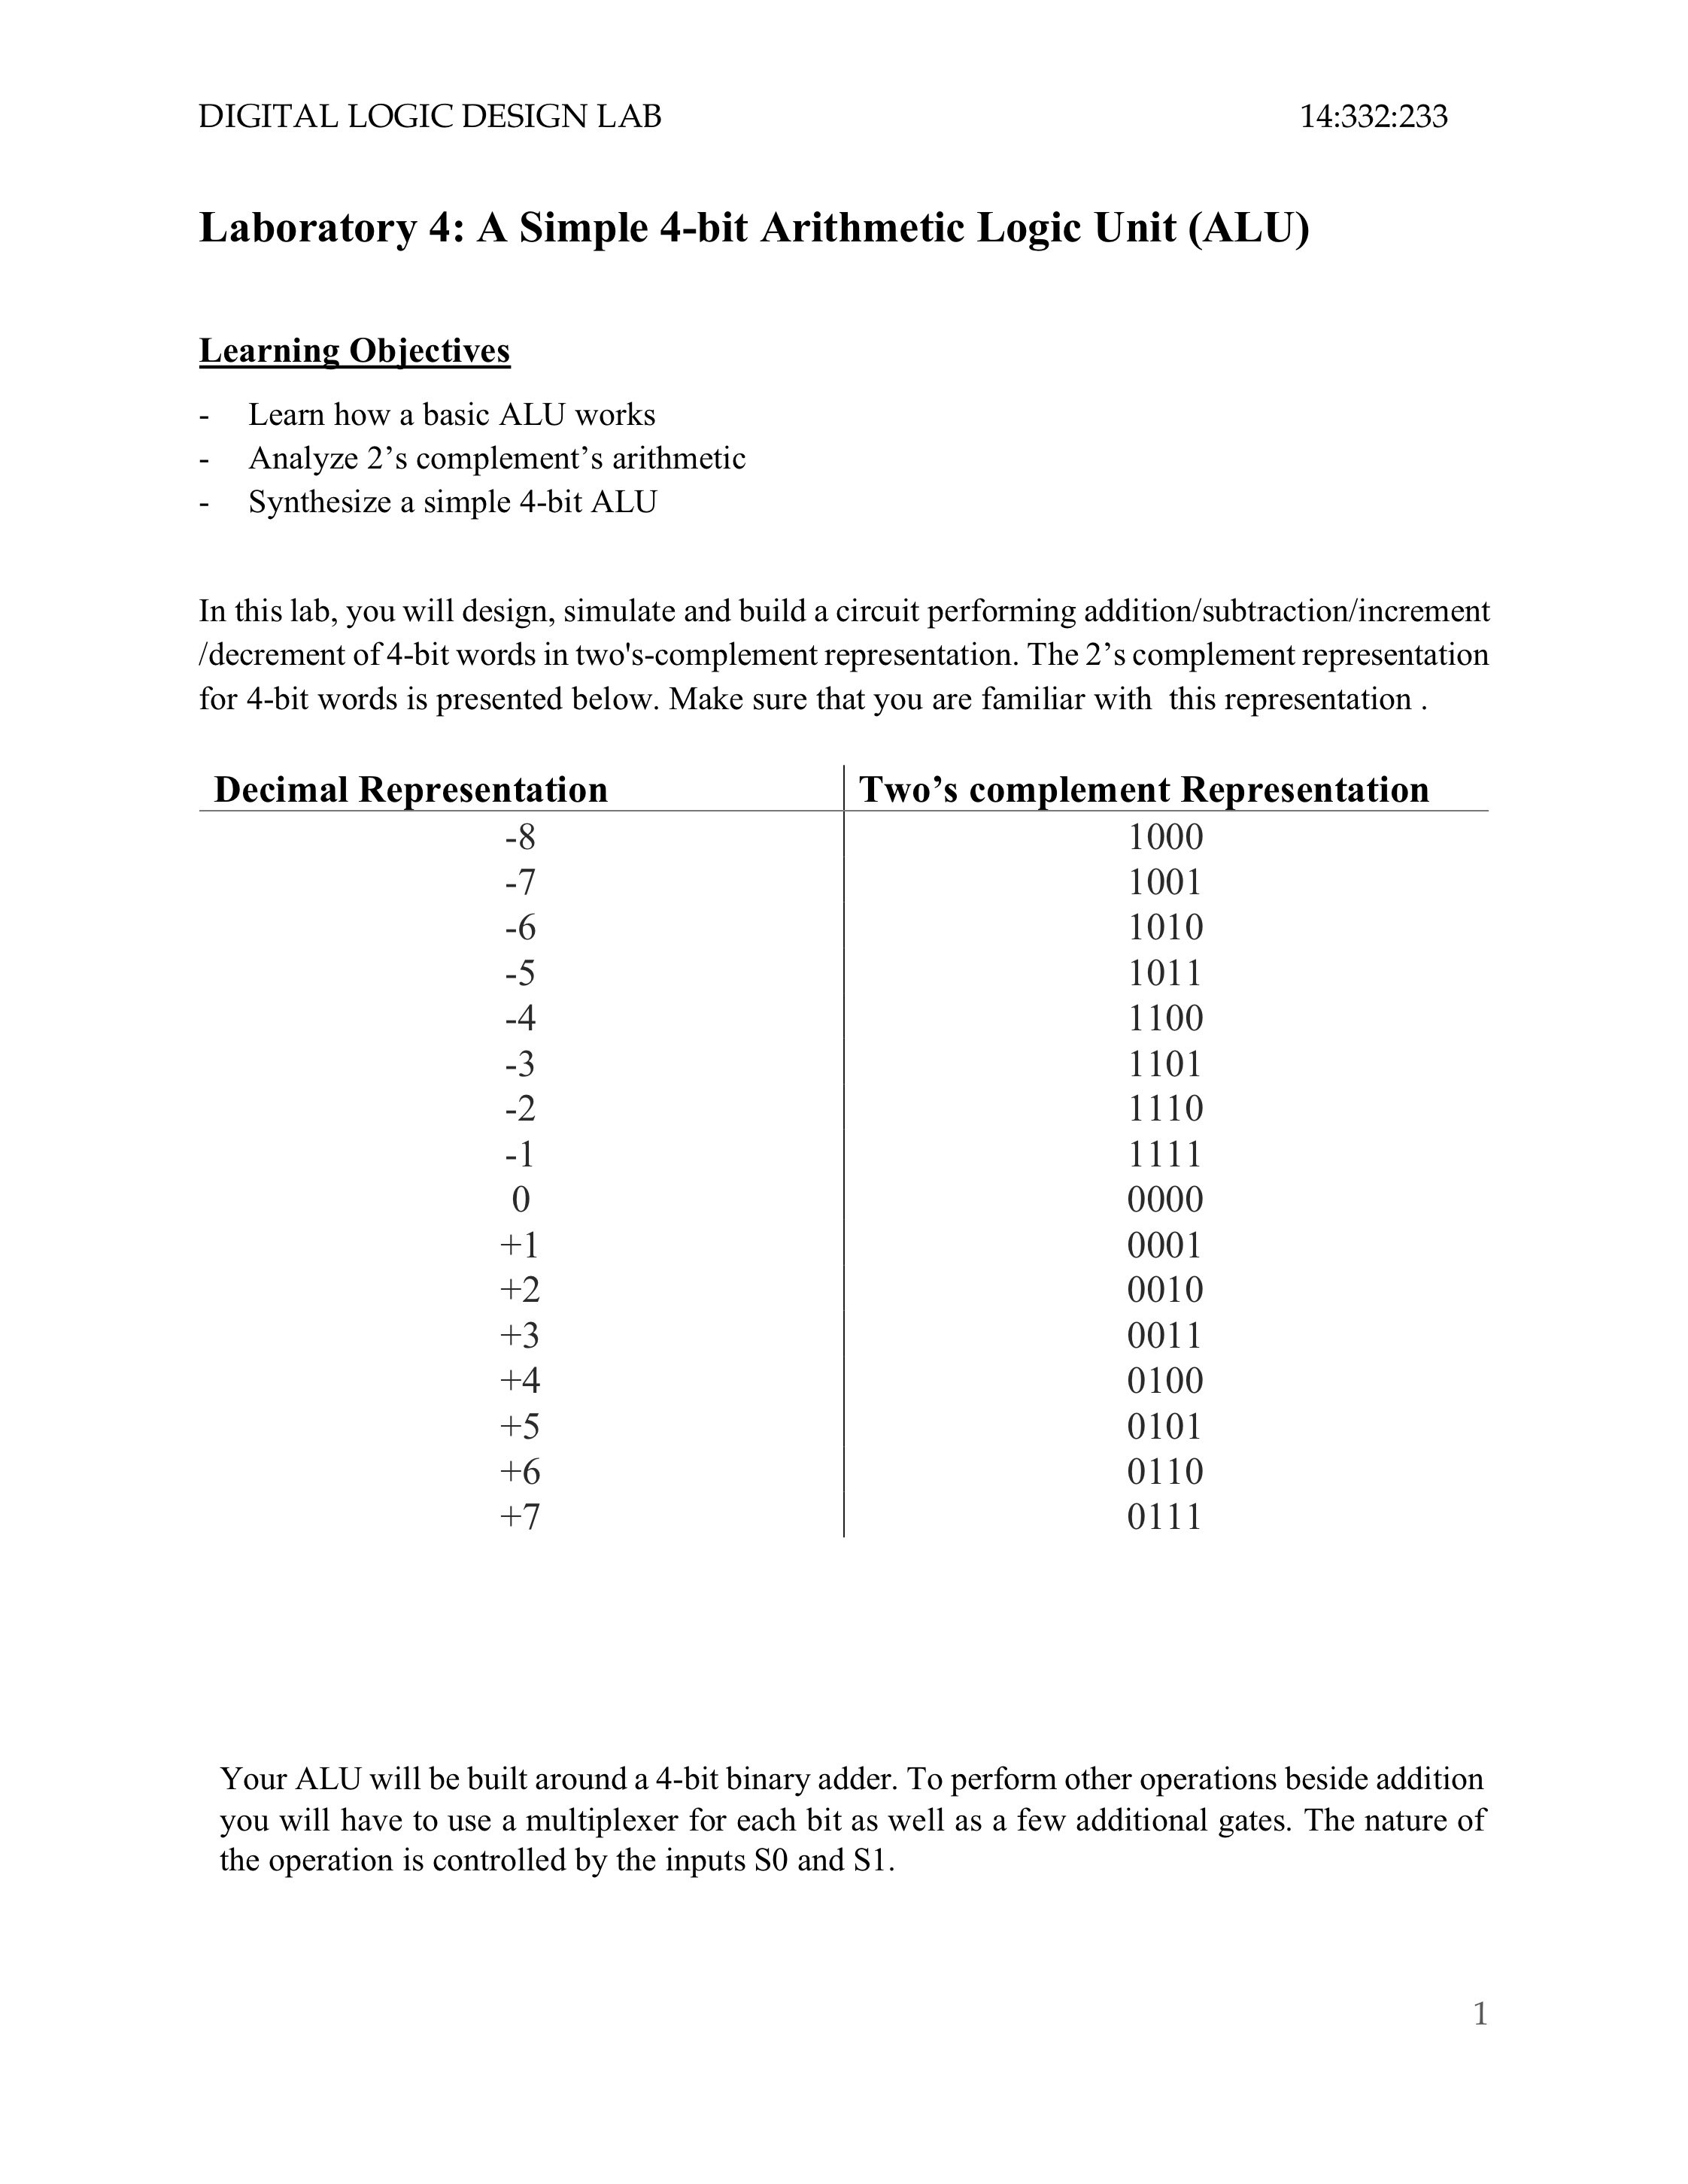 DIGITAL LOGIC DESIGN LAB 14:332:233
Laboratory 4: A Simple 4-bit Arithmetic Logic Unit (ALU)
Learning Objectives
- Learn how a basic ALU works
- Analyze 2’s complement’s arithmetic
- Synthesize a simple 4-bit ALU
In this lab, you will design, simulate and build a circuit performing addition/subtraction/increment
/decrement of 4-bit words in two's-complement representation. The 2’s complement representation
for 4-bit words is presented below. Make sure that you are familiar with this representation .
Decimal Representation Two’s complement Representation
-8 1000
-7 1001
-6 1010
-5 1011
-4 1100
-3 1101
-2 1110
-1 1111
0 0000
+1 0001
+2 0010
+3 0011
+4 0100
+5 0101
+6 0110
+7 0111
Your ALU will be built around a 4-bit binary adder. To perform other operations beside addition
you will have to use a multiplexer for each bit as well as a few additional gates. The nature of
the operation is controlled by the inputs S0 and S1.
1